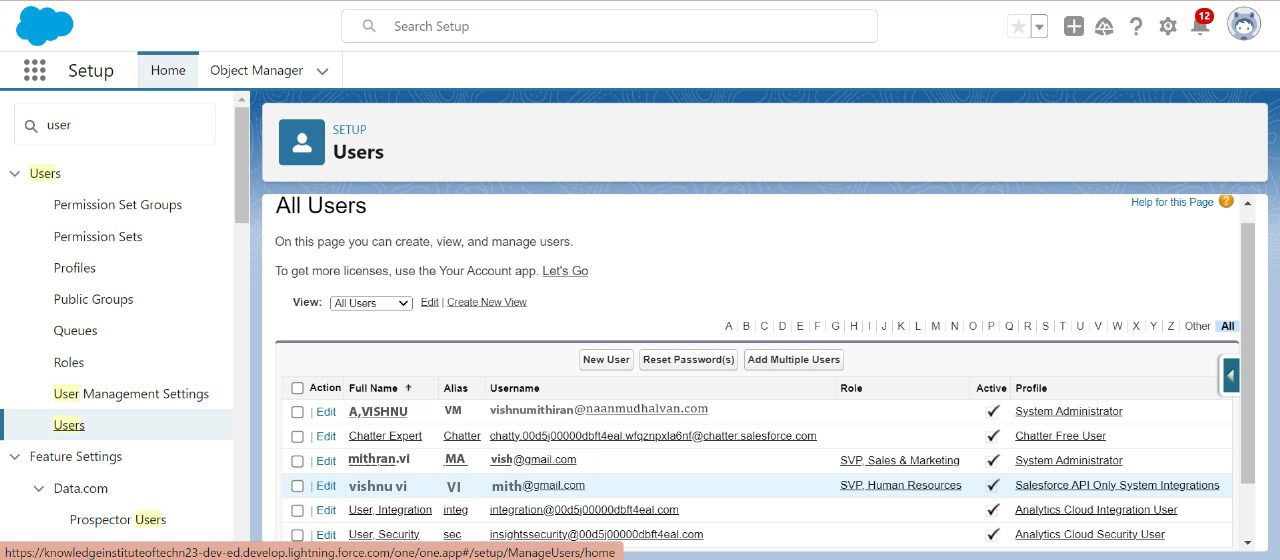 Search Setup
12
Setup Home Object Manager
user
Users
Permission Set Groups
Permission Sets
Profiles
Public Groups
Queues
Roles
User Management Settings
Users
Feature Settings
Data.com
Prospector Users
SETUP
Users
All Users
Help for this Page ?
On this page you can create, view, and manage users.
To get more licenses, use the Your Account app. Let's Go
View: All Users Edit | Create New View
A | B | C | D | E | F | G | H | I | J | K | L | M | N | O | P | Q | R | S | T | U | V | W | X | Y | Z | Other All
New User Reset Password(s) Add Multiple Users
Action Full Name ↑ Alias Username Role Active Profile
| Edit A,VISHNU VM vishnumithiran@naanmudhalvan.com System Administrator
| Edit Chatter Expert Chatter chatty.00d5j00000dbft4eal.wfqznpxla6nf@chatter.salesforce.com Chatter Free User
| Edit mithran.vi MA vish@gmail.com SVP, Sales & Marketing System Administrator
| Edit vishnu vi VI mith@gmail.com SVP, Human Resources Salesforce API Only System Integrations
| Edit User, Integration integ integration@00d5j00000dbft4eal.com Analytics Cloud Integration User
| Edit User, Security sec insightssecurity@00d5j00000dbft4eal.com Analytics Cloud Security User
https://knowledgeinstituteoftechn23-dev-ed.develop.lightning.force.com/one/one.app#/setup/ManageUsers/home